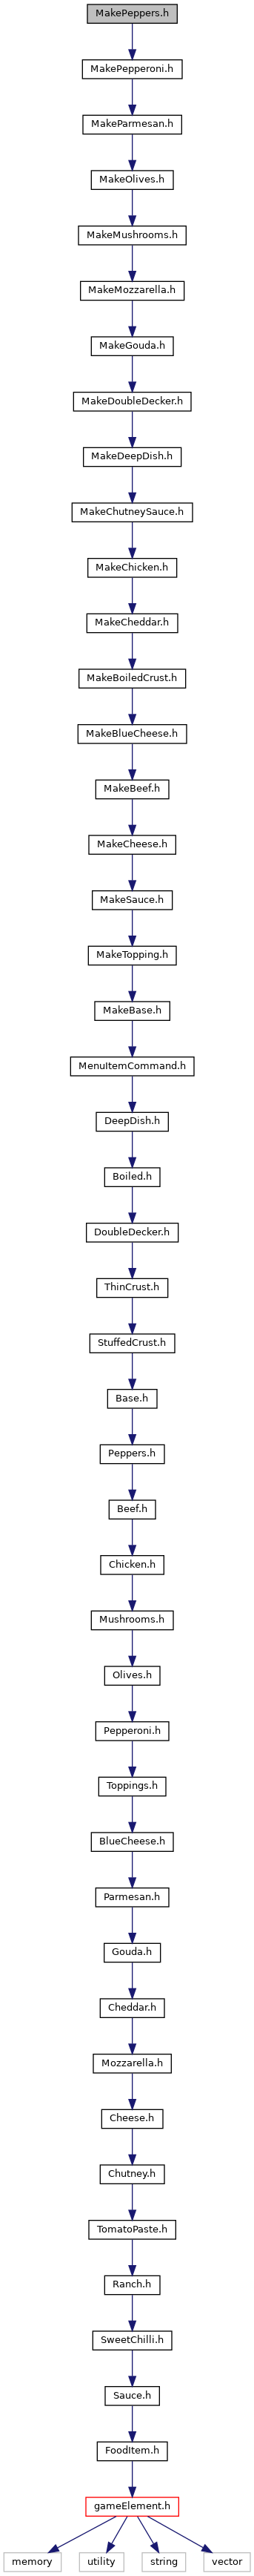 MakePeppers.h
MakePepperoni.h
MakeParmesan.h
MakeOlives.h
MakeMushrooms.h
MakeMozzarella.h
MakeGouda.h
MakeDoubleDecker.h
MakeDeepDish.h
MakeChutneySauce.h
MakeChicken.h
MakeCheddar.h
MakeBoiledCrust.h
MakeBlueCheese.h
MakeBeef.h
MakeCheese.h
MakeSauce.h
MakeTopping.h
MakeBase.h
MenuItemCommand.h
DeepDish.h
Boiled.h
DoubleDecker.h
ThinCrust.h
StuffedCrust.h
Base.h
Peppers.h
Beef.h
Chicken.h
Mushrooms.h
Olives.h
Pepperoni.h
Toppings.h
BlueCheese.h
Parmesan.h
Gouda.h
Cheddar.h
Mozzarella.h
Cheese.h
Chutney.h
TomatoPaste.h
Ranch.h
SweetChilli.h
Sauce.h
FoodItem.h
gameElement.h
memory utility string vector